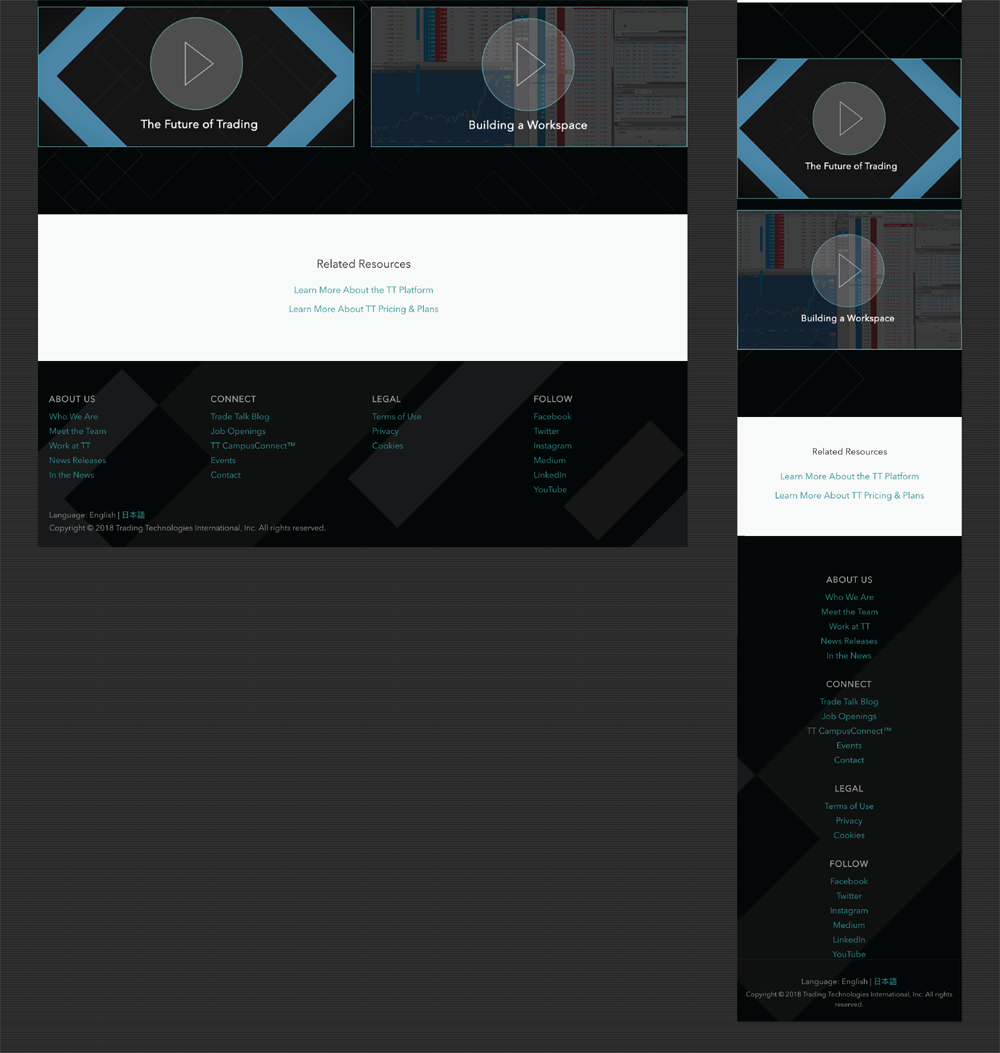 The Future of Trading
Building a Workspace
Related Resources
Learn More About the TT Platform
Learn More About TT Pricing & Plans
ABOUT US
Who We Are
Meet the Team
Work at TT
News Releases
In the News
CONNECT
Trade Talk Blog
Job Openings
TT CampusConnect™
Events
Contact
LEGAL
Terms of Use
Privacy
Cookies
FOLLOW
Facebook
Twitter
Instagram
Medium
LinkedIn
YouTube
Language: English | 日本語
Copyright © 2018 Trading Technologies International, Inc. All rights reserved.
The Future of Trading
Building a Workspace
Related Resources
Learn More About the TT Platform
Learn More About TT Pricing & Plans
ABOUT US
Who We Are
Meet the Team
Work at TT
News Releases
In the News
CONNECT
Trade Talk Blog
Job Openings
TT CampusConnect™
Events
Contact
LEGAL
Terms of Use
Privacy
Cookies
FOLLOW
Facebook
Twitter
Instagram
Medium
LinkedIn
YouTube
Language: English | 日本語
Copyright © 2018 Trading Technologies International, Inc. All rights
reserved.